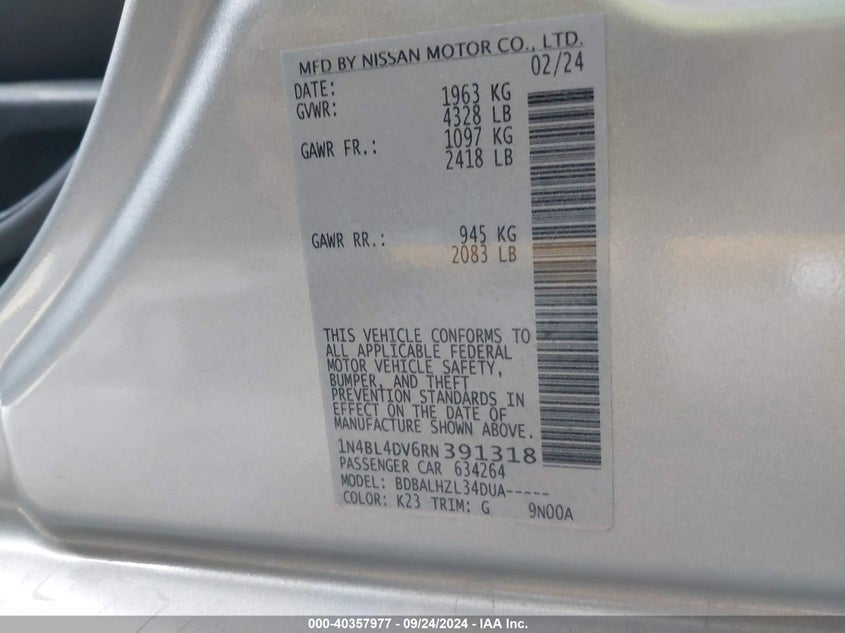 MFD BY NISSAN MOTOR CO., LTD.
DATE: 02/24
GVWR: 1963 KG
4328 LB
GAWR FR.: 1097 KG
2418 LB
GAWR RR.: 945 KG
2083 LB
THIS VEHICLE CONFORMS TO
ALL APPLICABLE FEDERAL
MOTOR VEHICLE SAFETY,
BUMPER, AND THEFT
PREVENTION STANDARDS IN
EFFECT ON THE DATE OF
MANUFACTURE SHOWN ABOVE.
1N4BL4DV6RN391318
PASSENGER CAR 634264
MODEL: BDBALHZL34DUA-----
COLOR: K23 TRIM: G 9N00A
000-40357977 - 09/24/2024 - IAA Inc.